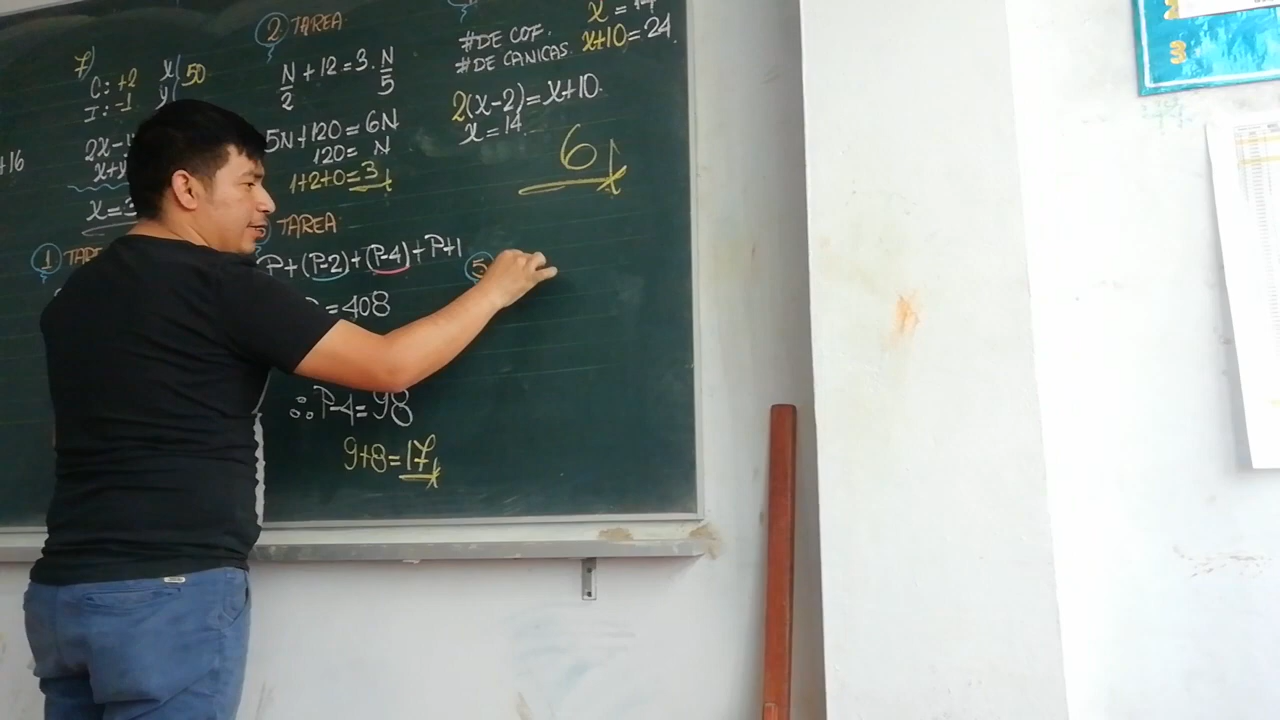 7)
C: +2
I: -1
x
y
50
2x-1
x+y
x=3
+16
2 TAREA
N/2 + 12 = 3. N/5
5N+120 = 6N
120 = N
1+2+0=3
#DE COF.
#DE CANICAS.
x+10=24
2(x-2)=x+10.
x=14.
6
1
TAREA
P+(P-2)+(P-4)+P+1
=408
∴ P-4=98
9+8=17
5
3